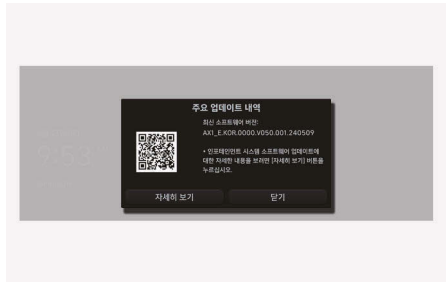 주요 업데이트 내역
최신 소프트웨어 버전:
AX1_E.KOR.0000.V050.001.240509
• 인포테인먼트 시스템 소프트웨어 업데이트에
대한 자세한 내용을 보려면 [자세히 보기] 버튼을
누르십시오.
9:53
자세히 보기
닫기